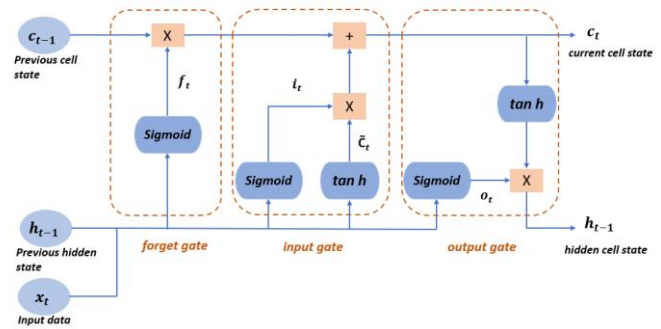 c_{t-1}
Previous cell
state
X
+
c_t
current cell state
f_t
i_t
X
tan h
Sigmoid
C̃_t
Sigmoid
tan h
Sigmoid
o_t
X
h_{t-1}
Previous hidden
state
forget gate
input gate
output gate
h_{t-1}
hidden cell state
x_t
Input data